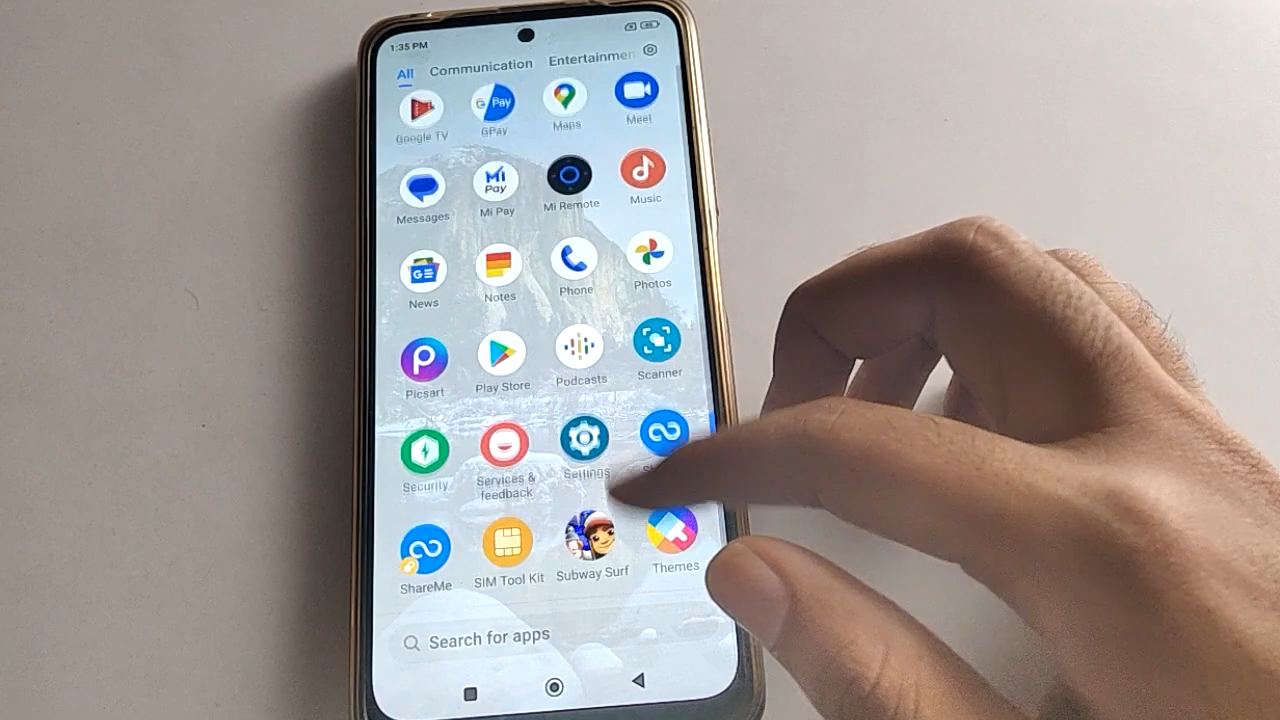 1:35 PM
All Communication Entertainmen
Google TV GPay Maps Meet
Messages Mi Pay Mi Remote Music
News Notes Phone Photos
Picsart Play Store Podcasts Scanner
Security Services & feedback Settings Sh
ShareMe SIM Tool Kit Subway Surf Themes
Search for apps